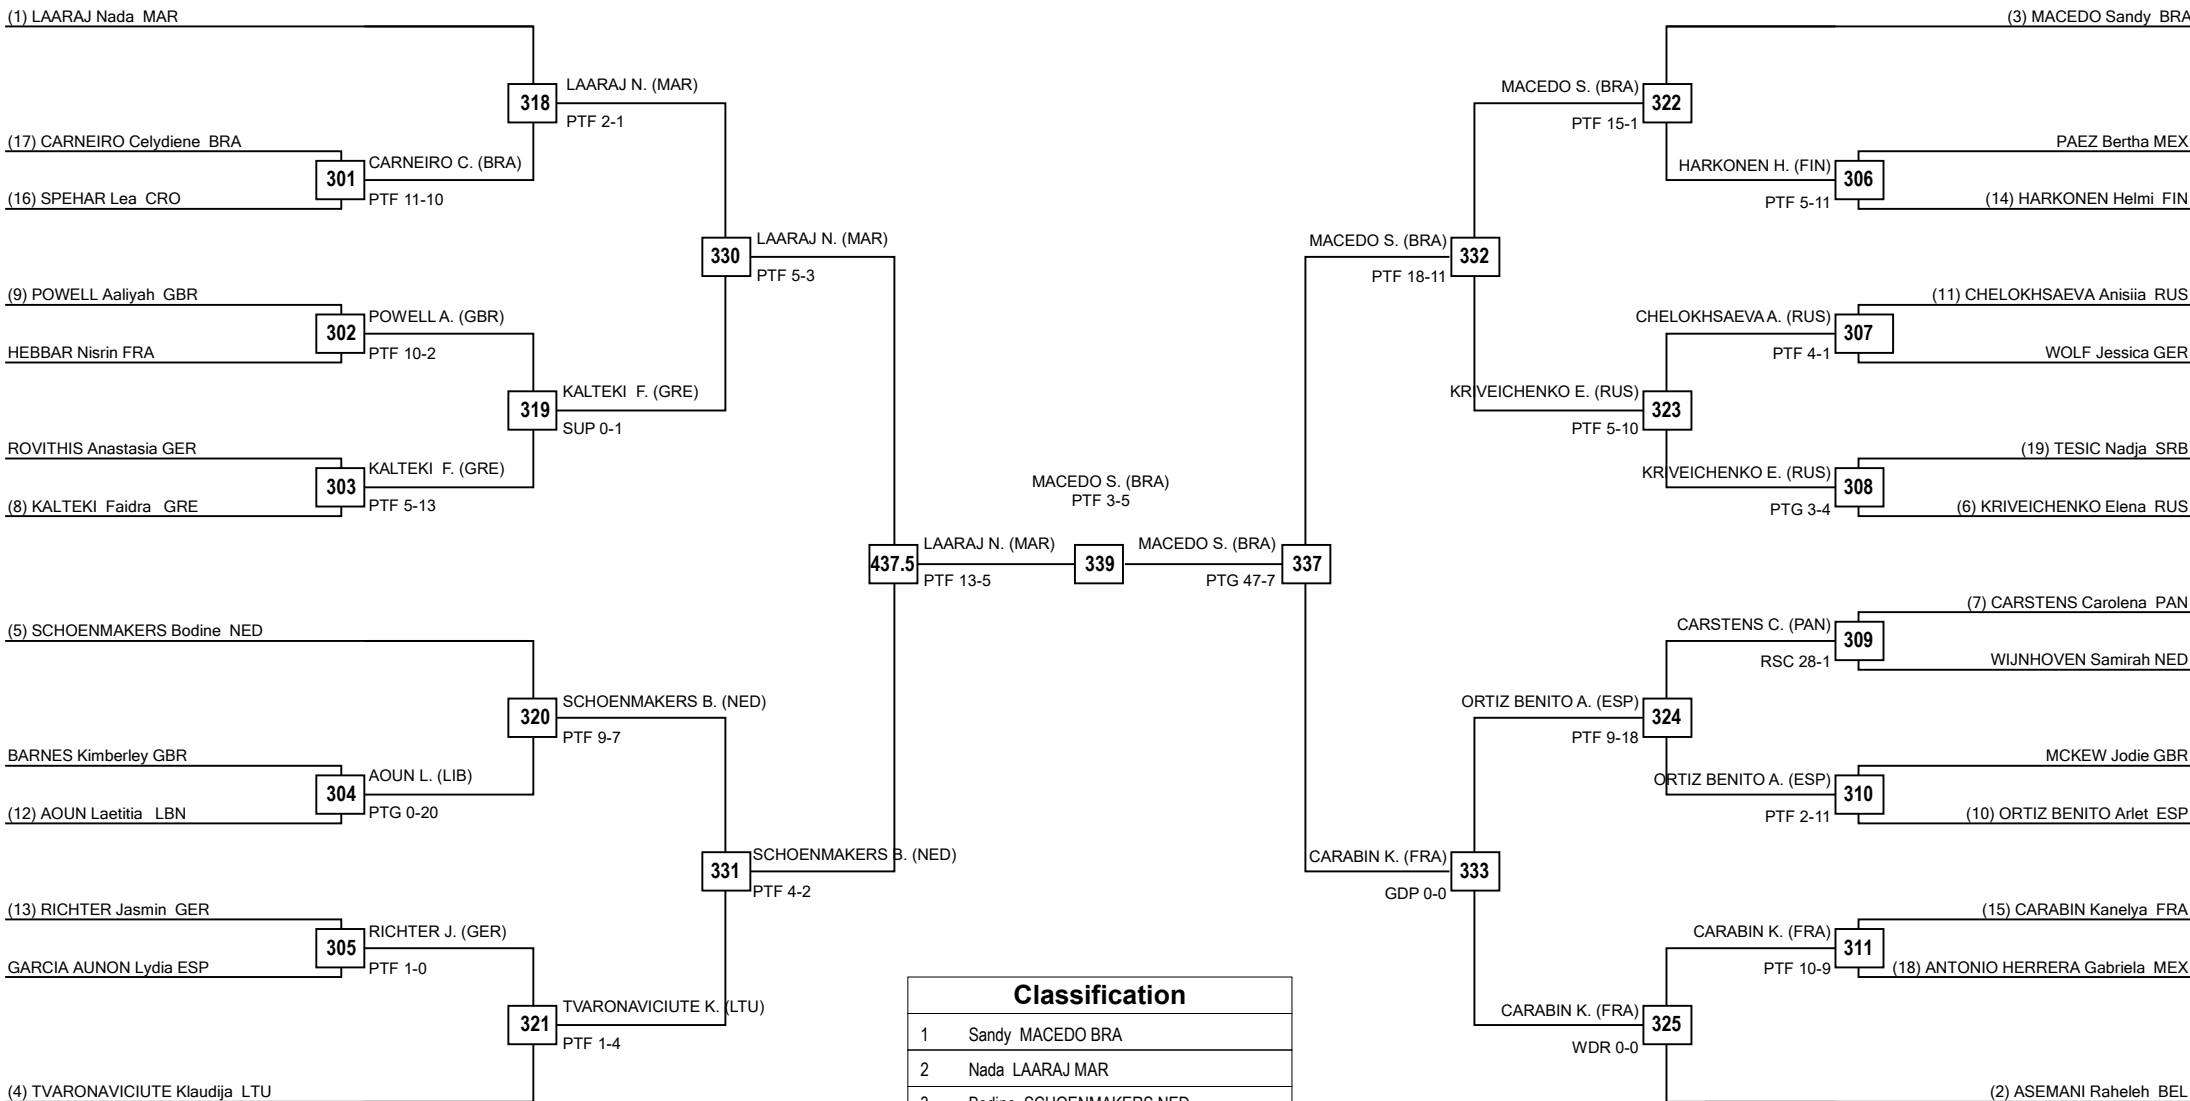 (1) LAARAJ Nada MAR
318
LAARAJ N. (MAR)
PTF 2-1
(17) CARNEIRO Celydiene BRA
301
CARNEIRO C. (BRA)
PTF 11-10
(16) SPEHAR Lea CRO
330
LAARAJ N. (MAR)
PTF 5-3
(9) POWELL Aaliyah GBR
302
POWELL A. (GBR)
PTF 10-2
HEBBAR Nisrin FRA
319
KALTEKI F. (GRE)
SUP 0-1
ROVITHIS Anastasia GER
303
KALTEKI F. (GRE)
PTF 5-13
(8) KALTEKI Faidra GRE
437.5
LAARAJ N. (MAR)
PTF 13-5
(5) SCHOENMAKERS Bodine NED
320
SCHOENMAKERS B. (NED)
PTF 9-7
BARNES Kimberley GBR
304
AOUN L. (LIB)
PTG 0-20
(12) AOUN Laetitia LBN
331
SCHOENMAKERS B. (NED)
PTF 4-2
(13) RICHTER Jasmin GER
305
RICHTER J. (GER)
PTF 1-0
GARCIA AUNON Lydia ESP
321
TVARONAVICIUTE K. (LTU)
PTF 1-4
(4) TVARONAVICIUTE Klaudija LTU
MACEDO S. (BRA)
PTF 3-5
339
MACEDO S. (BRA)
PTG 47-7
337
(3) MACEDO Sandy BRA
MACEDO S. (BRA)
322
PTF 15-1
PAEZ Bertha MEX
HARKONEN H. (FIN)
306
PTF 5-11
(14) HARKONEN Helmi FIN
MACEDO S. (BRA)
332
PTF 18-11
(11) CHELOKHSAEVA Anisiia RUS
CHELOKHSAEVA A. (RUS)
307
PTF 4-1
WOLF Jessica GER
KRIVEICHENKO E. (RUS)
323
PTF 5-10
(19) TESIC Nadja SRB
KRIVEICHENKO E. (RUS)
308
PTG 3-4
(6) KRIVEICHENKO Elena RUS
(7) CARSTENS Carolena PAN
CARSTENS C. (PAN)
309
RSC 28-1
WIJNHOVEN Samirah NED
ORTIZ BENITO A. (ESP)
324
PTF 9-18
MCKEW Jodie GBR
ORTIZ BENITO A. (ESP)
310
PTF 2-11
(10) ORTIZ BENITO Arlet ESP
CARABIN K. (FRA)
333
GDP 0-0
(15) CARABIN Kanelya FRA
CARABIN K. (FRA)
311
PTF 10-9
(18) ANTONIO HERRERA Gabriela MEX
CARABIN K. (FRA)
325
WDR 0-0
(2) ASEMANI Raheleh BEL
Classification
1 Sandy MACEDO BRA
2 Nada LAARAJ MAR
3 Bodine SCHOENMAKERS NED